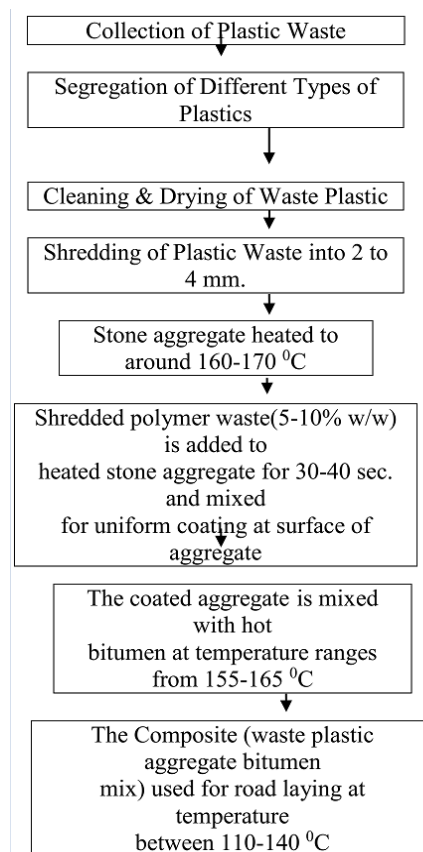 Collection of Plastic Waste
Segregation of Different Types of
Plastics
Cleaning & Drying of Waste Plastic
Shredding of Plastic Waste into 2 to
4 mm.
Stone aggregate heated to
around 160-170 ⁰C
Shredded polymer waste(5-10% w/w)
is added to
heated stone aggregate for 30-40 sec.
and mixed
for uniform coating at surface of
aggregate
The coated aggregate is mixed
with hot
bitumen at temperature ranges
from 155-165 ⁰C
The Composite (waste plastic
aggregate bitumen
mix) used for road laying at
temperature
between 110-140 ⁰C